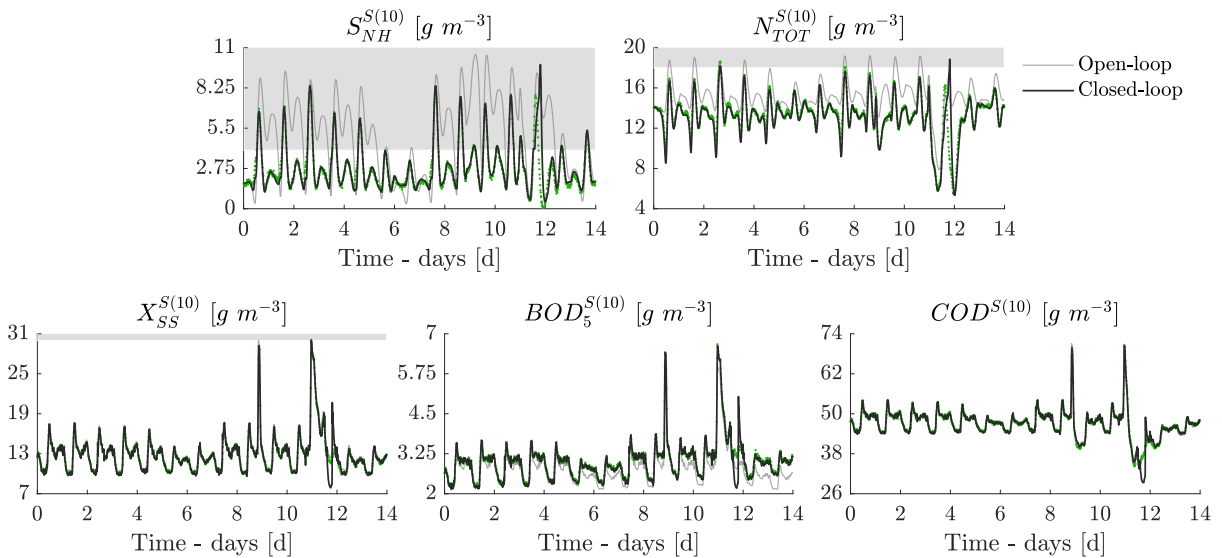 S_{NH}^{S(10)} [g m^{-3}]
N_{TOT}^{S(10)} [g m^{-3}]
11
8.25
5.5
2.75
0
0 2 4 6 8 10 12 14
Time - days [d]
20
18
16
14
12
8
4
0 2 4 6 8 10 12 14
Time - days [d]
Open-loop
Closed-loop
X_{SS}^{S(10)} [g m^{-3}]
BOD_{5}^{S(10)} [g m^{-3}]
COD^{S(10)} [g m^{-3}]
31
25
19
13
7
0 2 4 6 8 10 12 14
Time - days [d]
7
5.75
4.5
3.25
2
0 2 4 6 8 10 12 14
Time - days [d]
74
62
50
38
26
0 2 4 6 8 10 12 14
Time - days [d]